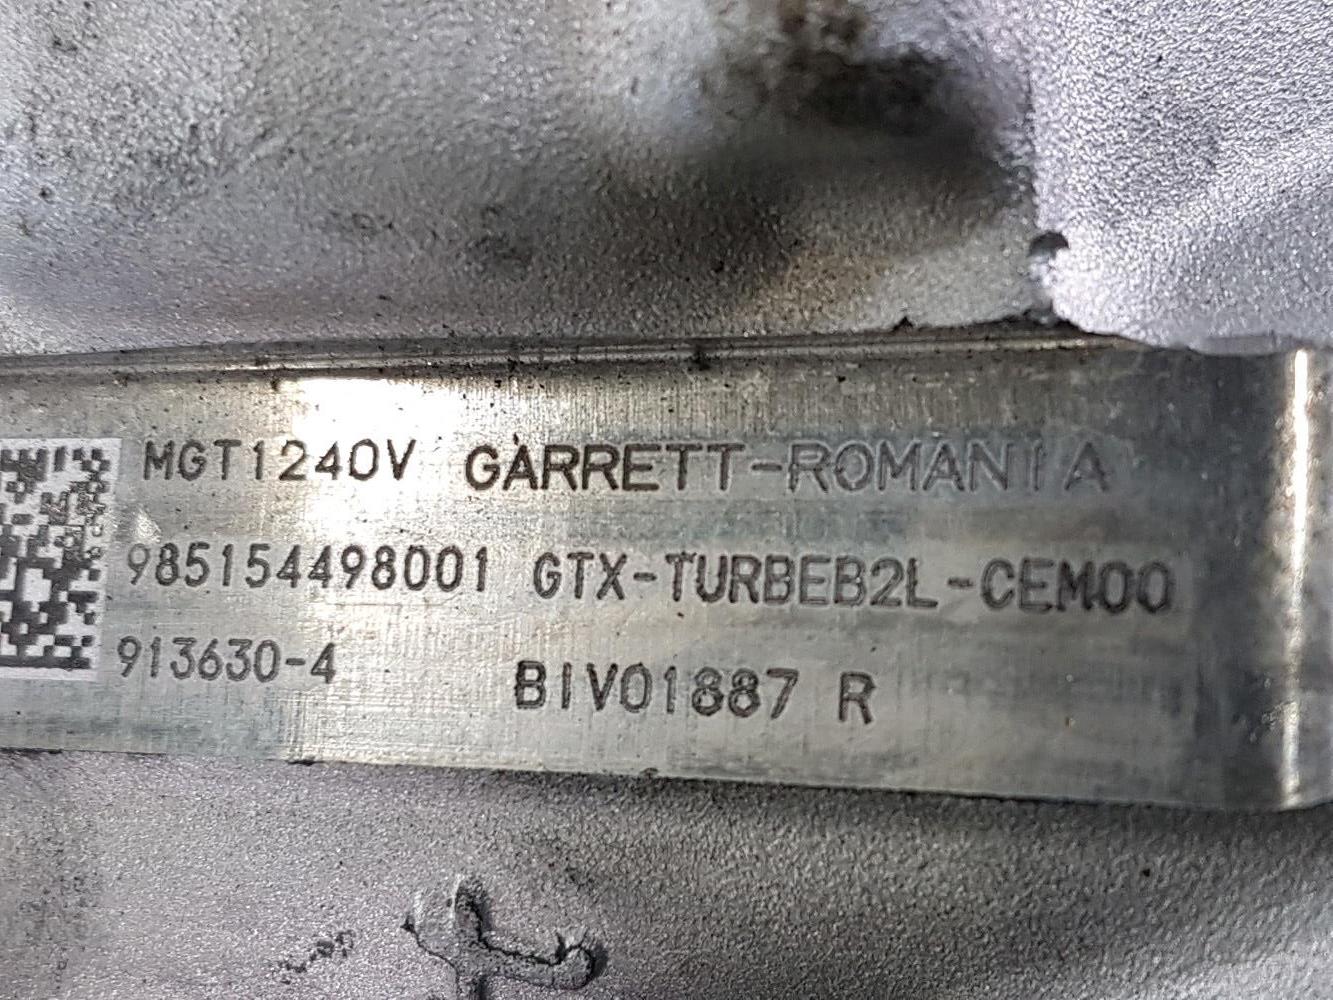 MGT1240V GARRETT-ROMANIA
985154498001 GTX-TURBEB2L-CEM00
913630-4 BIV01887 R